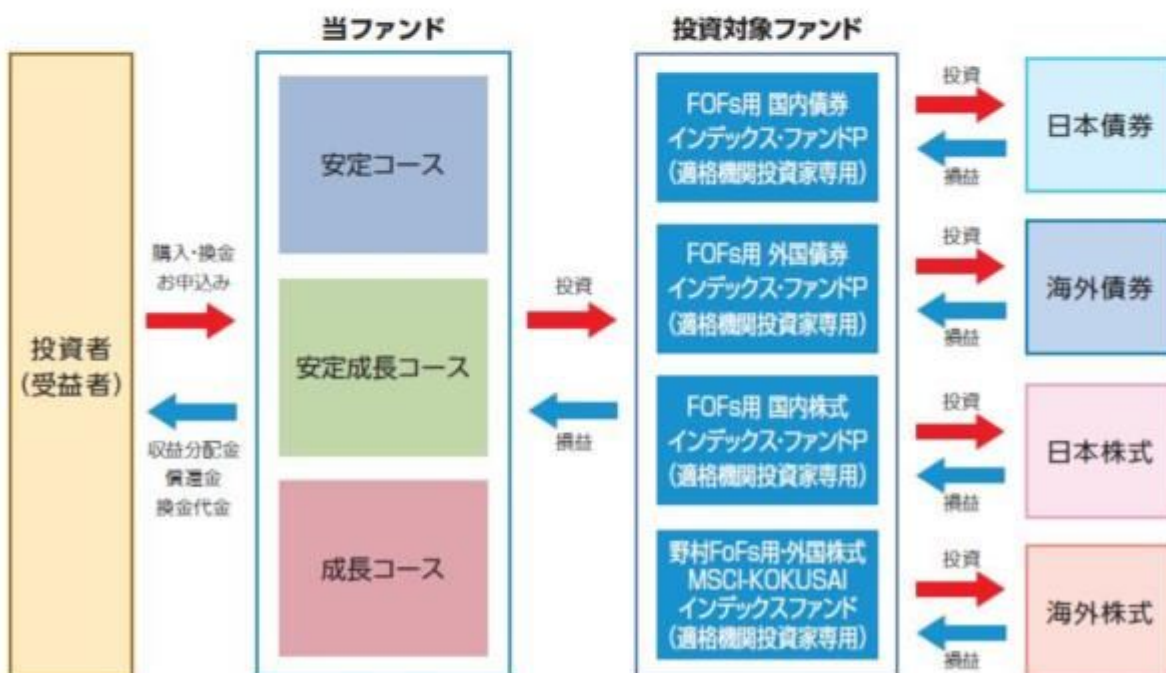 当ファンド
投資対象ファンド
投資者
(受益者)
購入・換金
お申込み
収益分配金
償還金
換金代金
安定コース
安定成長コース
成長コース
投資
損益
FOFs用 国内債券
インデックス・ファンドP
(適格機関投資家専用)
FOFs用 外国債券
インデックス・ファンドP
(適格機関投資家専用)
FOFs用 国内株式
インデックス・ファンドP
(適格機関投資家専用)
野村FoFs用・外国株式
MSCI-KOKUSAI
インデックスファンド
(適格機関投資家専用)
投資
損益
日本債券
投資
損益
海外債券
投資
損益
日本株式
投資
損益
海外株式